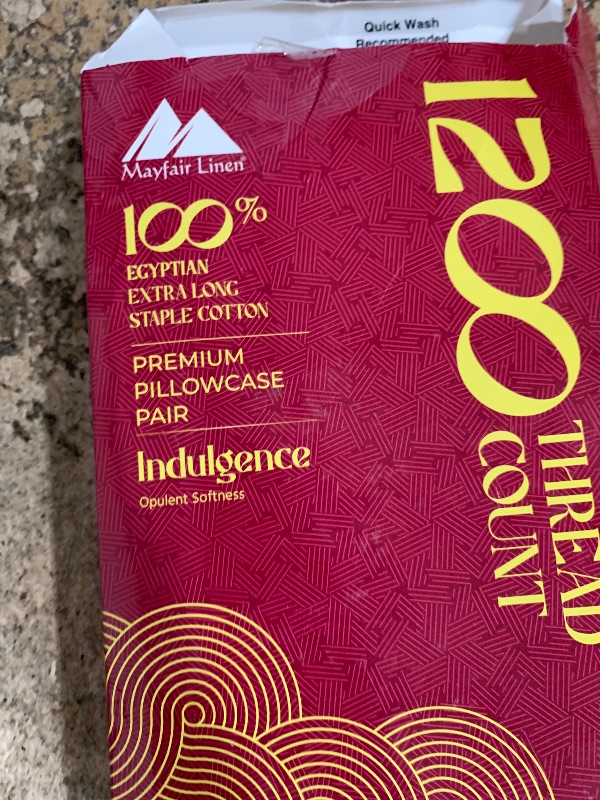 Quick Wash
Recommended
Mayfair Linen®
100%
EGYPTIAN
EXTRA LONG
STAPLE COTTON
PREMIUM
PILLOWCASE
PAIR
Indulgence
Opulent Softness
1200
THREAD
COUNT